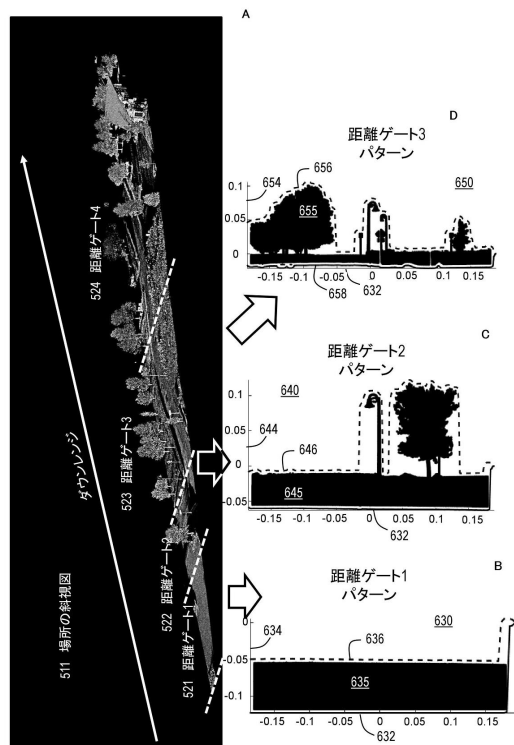 A
511 場所の斜視図
ダウンレンジ
521 距離ゲート1
522 距離ゲート2
523 距離ゲート3
524 距離ゲート4
D
距離ゲート3
パターン
654
656
650
0.1
0.05
0
655
-0.15
-0.1
-0.05
0
0.05
0.1
0.15
658
632
C
距離ゲート2
パターン
640
644
646
0.1
0.05
0
-0.05
645
-0.15
-0.1
-0.05
0
0.05
0.1
0.15
632
B
距離ゲート1
パターン
630
634
636
0
-0.05
-0.1
635
-0.15
-0.1
-0.05
0
0.05
0.1
0.15
632